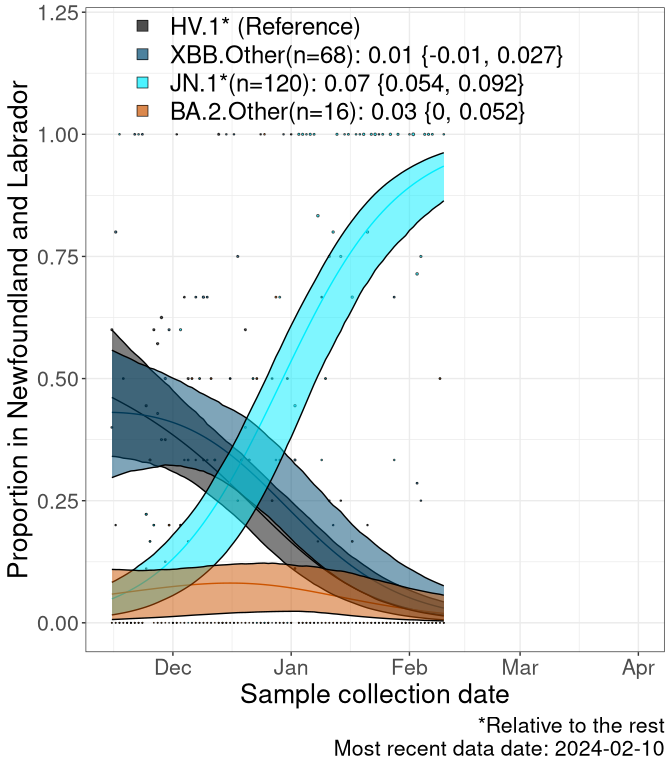 HV.1* (Reference)
XBB.Other(n=68): 0.01 {-0.01, 0.027}
JN.1*(n=120): 0.07 {0.054, 0.092}
BA.2.Other(n=16): 0.03 {0, 0.052}
Proportion in Newfoundland and Labrador
1.25
1.00
0.75
0.50
0.25
0.00
Dec Jan Feb Mar Apr
Sample collection date
*Relative to the rest
Most recent data date: 2024-02-10